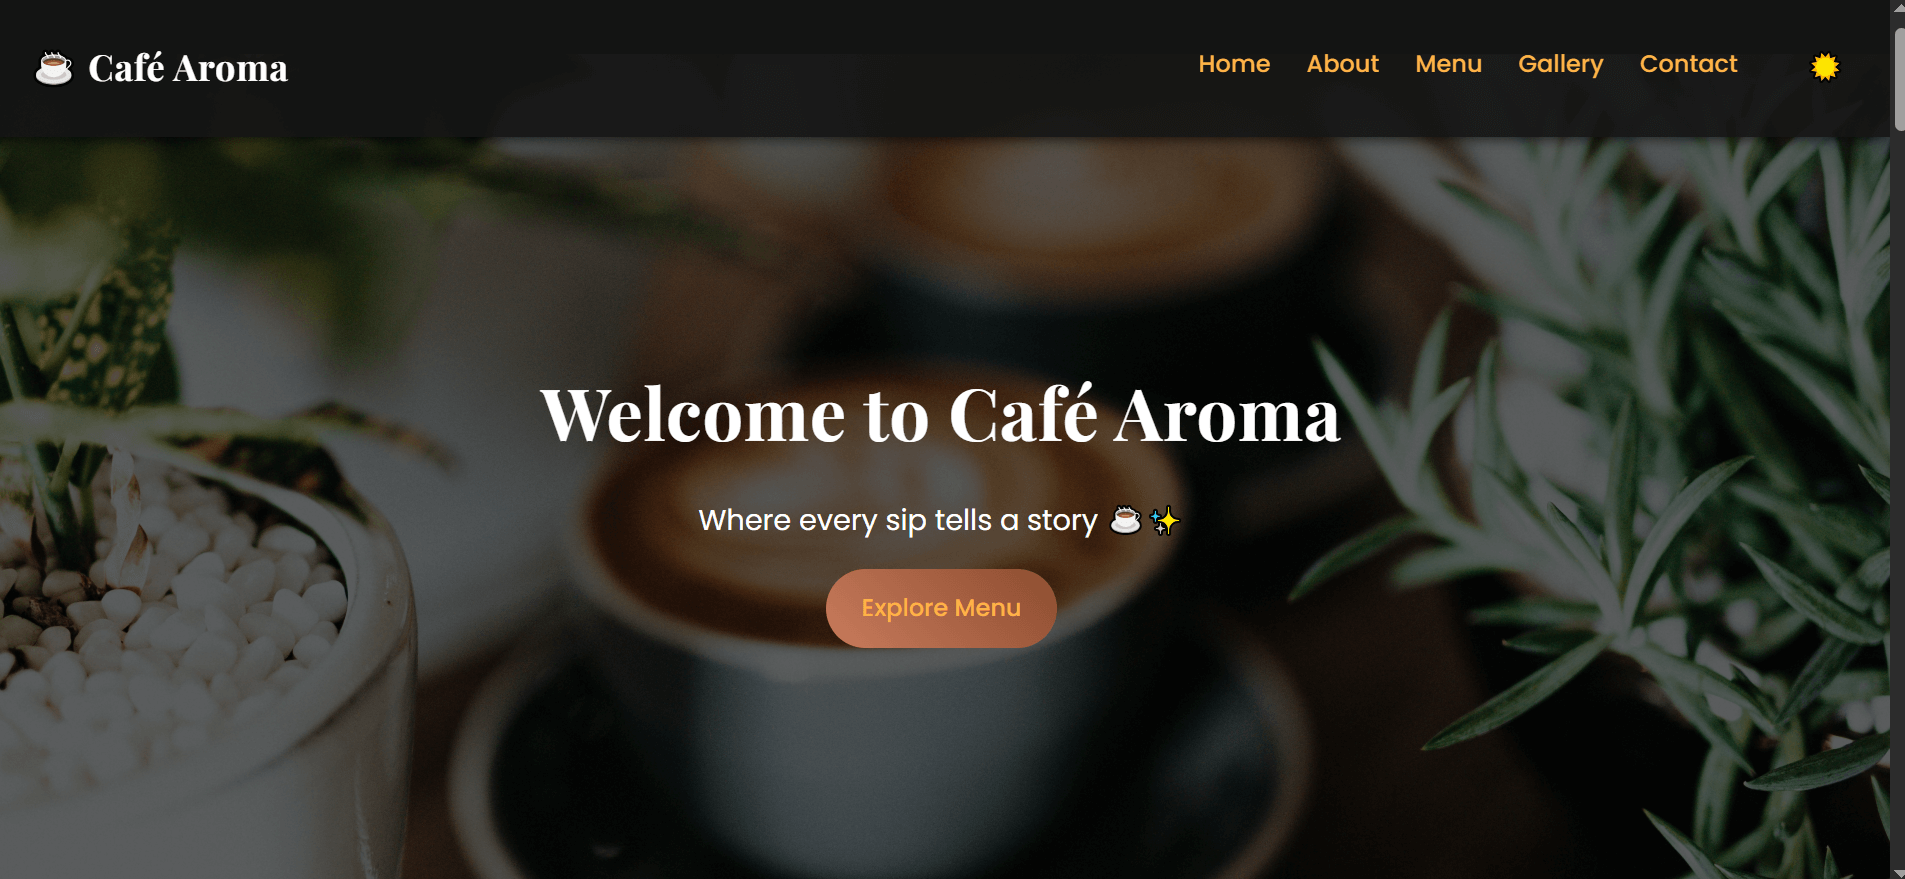 ☕ Café Aroma
Home About Menu Gallery Contact
Welcome to Café Aroma
Where every sip tells a story ☕✨
Explore Menu